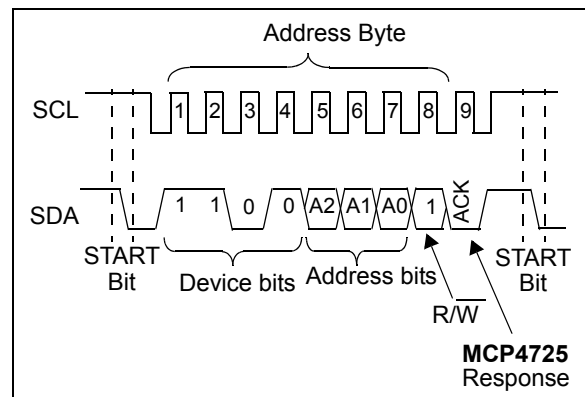 Address Byte
SCL 1 2 3 4 5 6 7 8 9
SDA 1 1 0 0 A2 A1 A0 1 ACK
START Bit
Device bits
Address bits
START Bit
R/W̅
MCP4725
Response